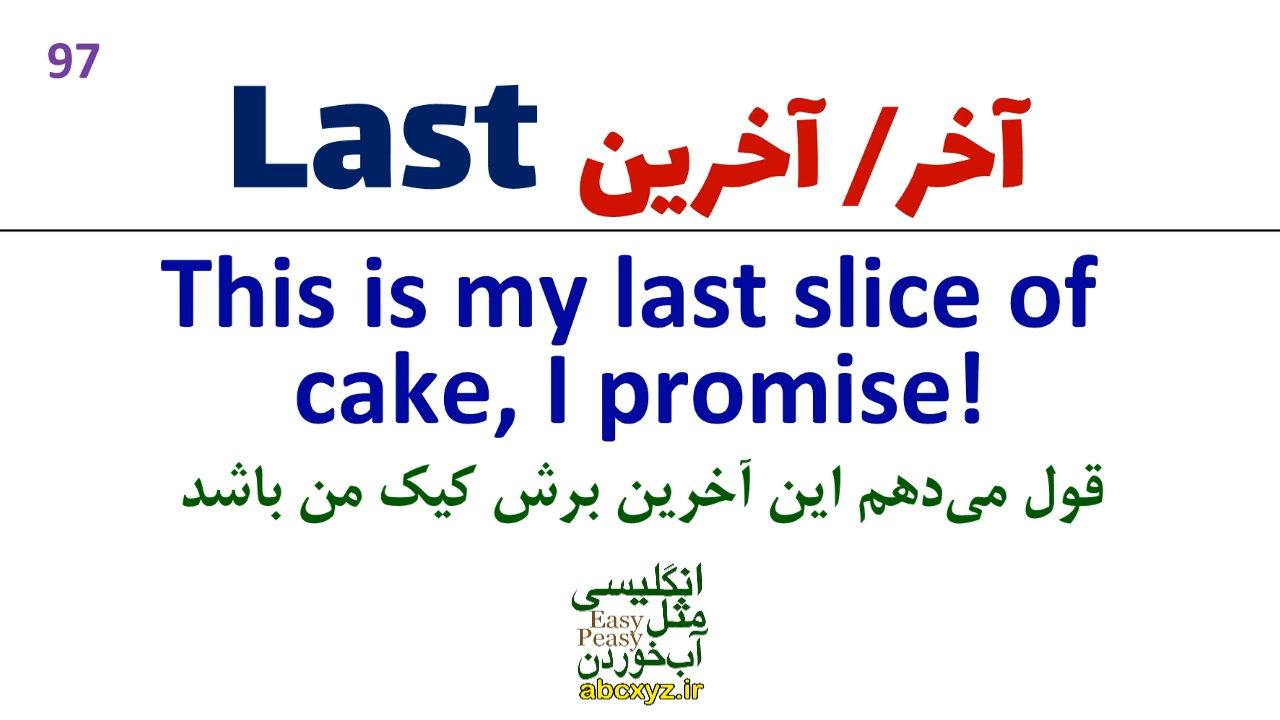 97
Last آخر / آخرین
This is my last slice of
cake, I promise!
قول می‌دهم این آخرین برش کیک من باشد
انگلیسی
مثل Easy
Peasy
آب‌خوردن
abcxyz.ir